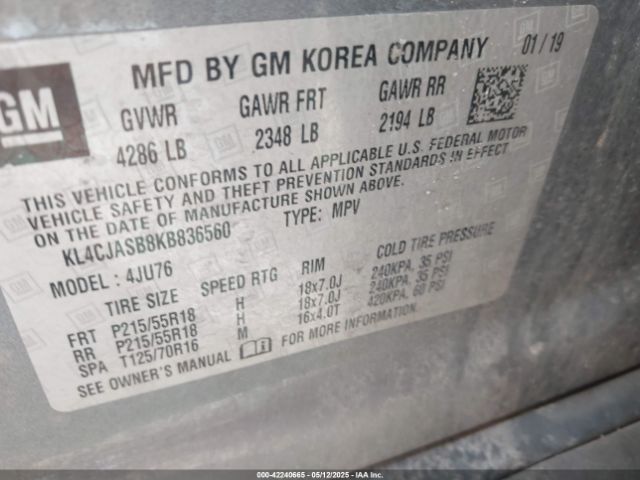 GM
MFD BY GM KOREA COMPANY 01/19
GVWR GAWR FRT GAWR RR
4286 LB 2348 LB 2194 LB
THIS VEHICLE CONFORMS TO ALL APPLICABLE U.S. FEDERAL MOTOR
VEHICLE SAFETY AND THEFT PREVENTION STANDARDS IN EFFECT
ON THE DATE OF MANUFACTURE SHOWN ABOVE.
KL4CJASB8KB836560 TYPE: MPV
MODEL : 4JU76
TIRE SIZE SPEED RTG RIM COLD TIRE PRESSURE
FRT P215/55R18 H 18x7.0J 240KPA, 35 PSI
RR P215/55R18 H 18x7.0J 240KPA, 35 PSI
SPA T125/70R16 M 16x4.0T 420KPA, 60 PSI
SEE OWNER'S MANUAL FOR MORE INFORMATION.
000-42240665 - 05/12/2025 - IAAI.com